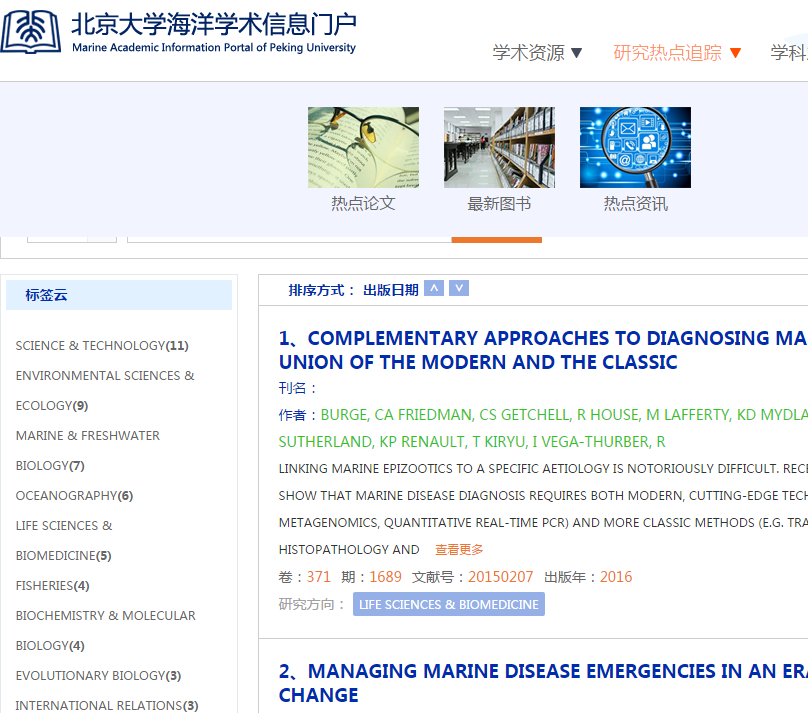 北京大学海洋学术信息门户
Marine Academic Information Portal of Peking University
学术资源 ▼ 研究热点追踪 ▼ 学科
热点论文 最新图书 热点资讯
标签云
SCIENCE & TECHNOLOGY(11)
ENVIRONMENTAL SCIENCES &
ECOLOGY(9)
MARINE & FRESHWATER
BIOLOGY(7)
OCEANOGRAPHY(6)
LIFE SCIENCES &
BIOMEDICINE(5)
FISHERIES(4)
BIOCHEMISTRY & MOLECULAR
BIOLOGY(4)
EVOLUTIONARY BIOLOGY(3)
INTERNATIONAL RELATIONS(3)
排序方式： 出版日期
1、COMPLEMENTARY APPROACHES TO DIAGNOSING MA
UNION OF THE MODERN AND THE CLASSIC
刊名：
作者：BURGE, CA FRIEDMAN, CS GETCHELL, R HOUSE, M LAFFERTY, KD MYDLA
SUTHERLAND, KP RENAULT, T KIRYU, I VEGA-THURBER, R
LINKING MARINE EPIZOOTICS TO A SPECIFIC AETIOLOGY IS NOTORIOUSLY DIFFICULT. RECE
SHOW THAT MARINE DISEASE DIAGNOSIS REQUIRES BOTH MODERN, CUTTING-EDGE TECH
METAGENOMICS, QUANTITATIVE REAL-TIME PCR) AND MORE CLASSIC METHODS (E.G. TRA
HISTOPATHOLOGY AND 查看更多
卷：371 期：1689 文献号：20150207 出版年：2016
研究方向： LIFE SCIENCES & BIOMEDICINE
2、MANAGING MARINE DISEASE EMERGENCIES IN AN ERA
CHANGE